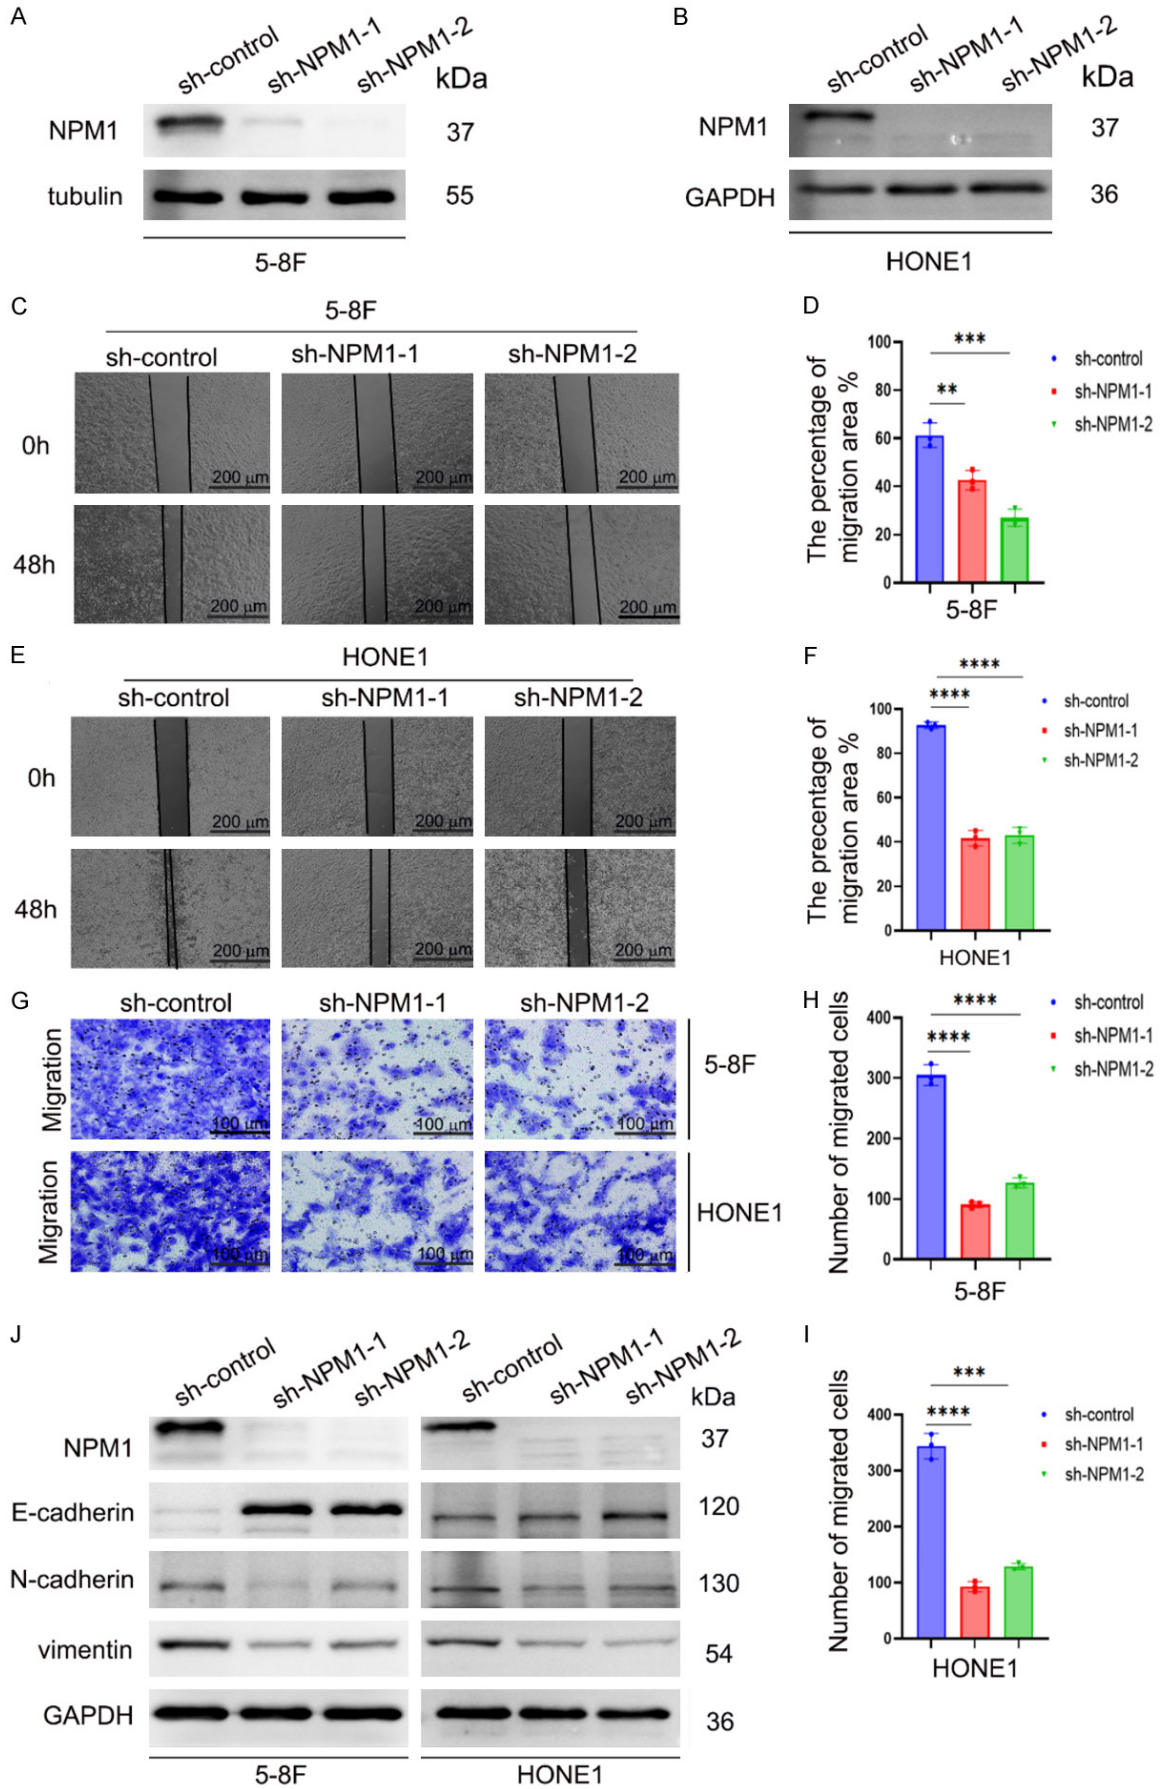 A
sh-control
sh-NPM1-1
sh-NPM1-2
kDa
NPM1
37
tubulin
55
5-8F
B
sh-control
sh-NPM1-1
sh-NPM1-2
kDa
NPM1
37
GAPDH
36
HONE1
C
5-8F
sh-control
sh-NPM1-1
sh-NPM1-2
0h
200 μm
200 μm
200 μm
48h
200 μm
200 μm
200 μm
D
The percentage of
migration area %
100
80
60
40
20
0
***
**
sh-control
sh-NPM1-1
sh-NPM1-2
5-8F
E
HONE1
sh-control
sh-NPM1-1
sh-NPM1-2
0h
200 μm
200 μm
200 μm
48h
200 μm
200 μm
200 μm
F
The precentage of
migration area %
100
80
60
40
20
0
****
****
sh-control
sh-NPM1-1
sh-NPM1-2
HONE1
G
sh-control
sh-NPM1-1
sh-NPM1-2
Migration
100 μm
100 μm
100 μm
5-8F
Migration
100 μm
100 μm
100 μm
HONE1
H
Number of migrated cells
400
300
200
100
0
****
****
sh-control
sh-NPM1-1
sh-NPM1-2
5-8F
J
sh-control
sh-NPM1-1
sh-NPM1-2
sh-control
sh-NPM1-1
sh-NPM1-2
kDa
NPM1
37
E-cadherin
120
N-cadherin
130
vimentin
54
GAPDH
36
5-8F
HONE1
I
Number of migrated cells
400
300
200
100
0
***
****
sh-control
sh-NPM1-1
sh-NPM1-2
HONE1